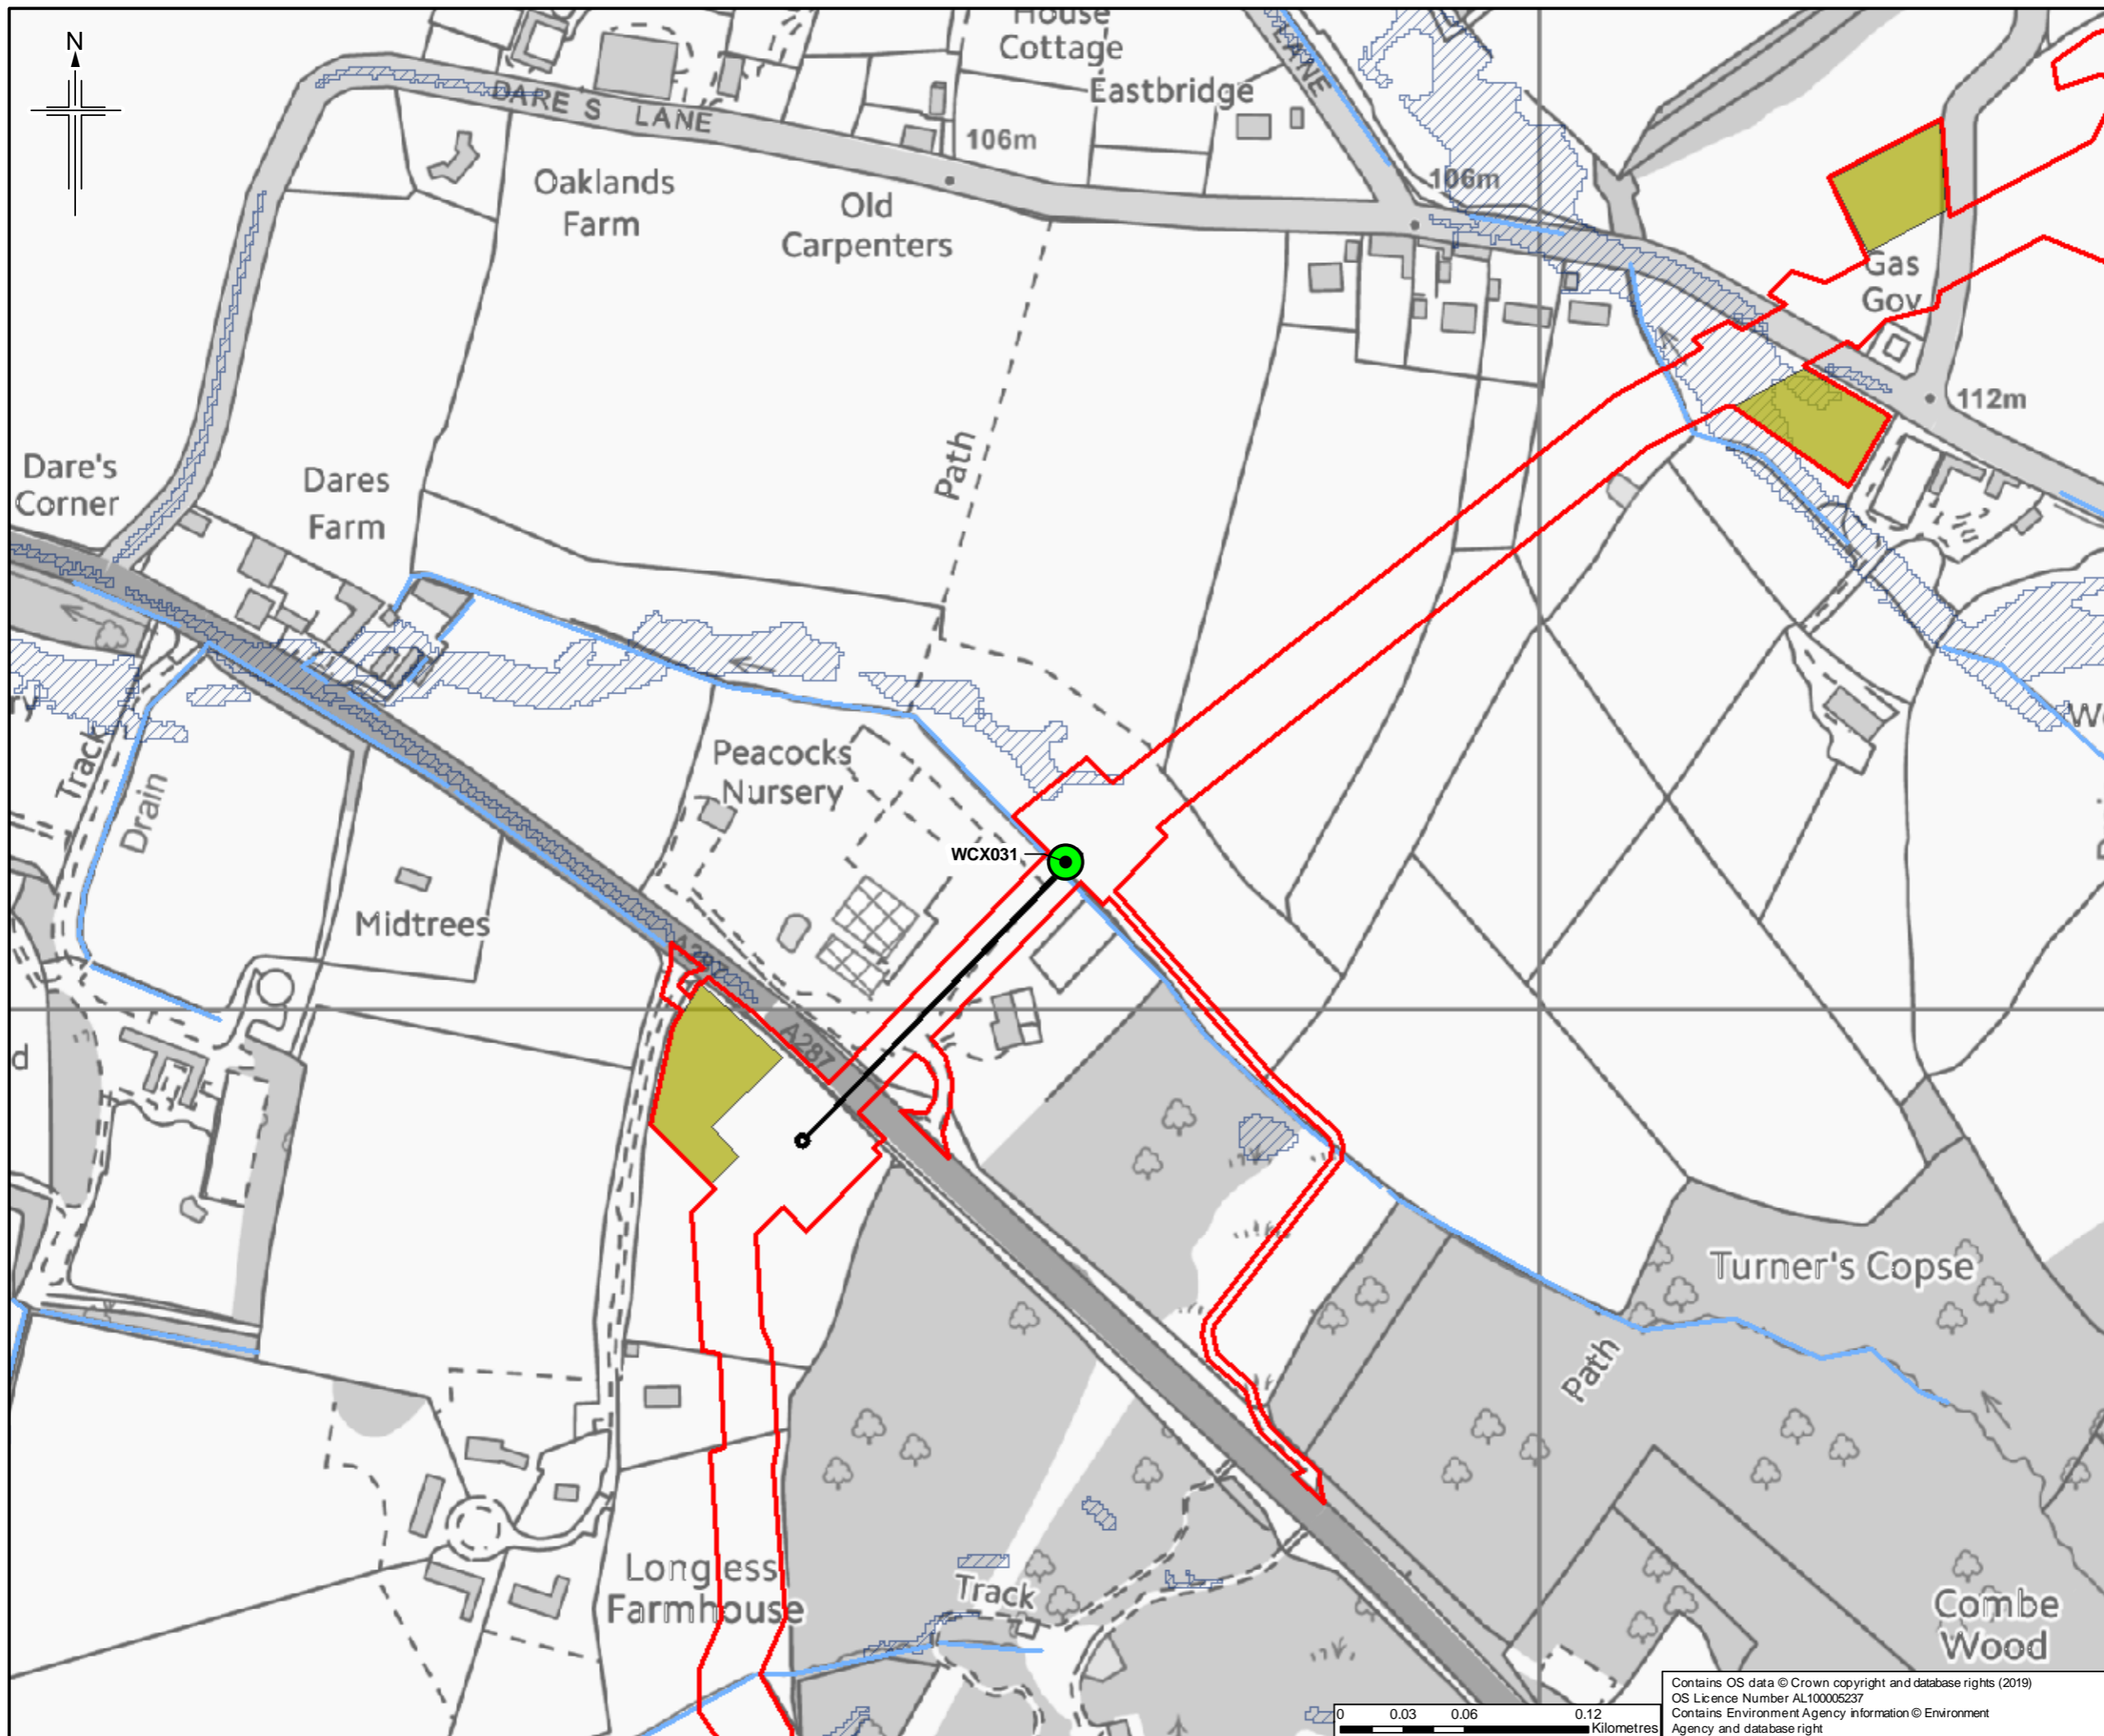 N
House
Cottage
Eastbridge
LANE
DARE'S LANE
106m
106m
Oaklands
Farm
Old
Carpenters
Gas
Gov
112m
Path
Dare's
Corner
Dares
Farm
Peacocks
Nursery
Track
Drain
WCX031
Midtrees
A287
A287
d
Turner's Copse
Path
Longless
Farmhouse
Track
Combe
Wood
0 0.03 0.06 0.12
Kilometres
Contains OS data © Crown copyright and database rights (2019)
OS Licence Number AL100005237
Contains Environment Agency information © Environment
Agency and database right